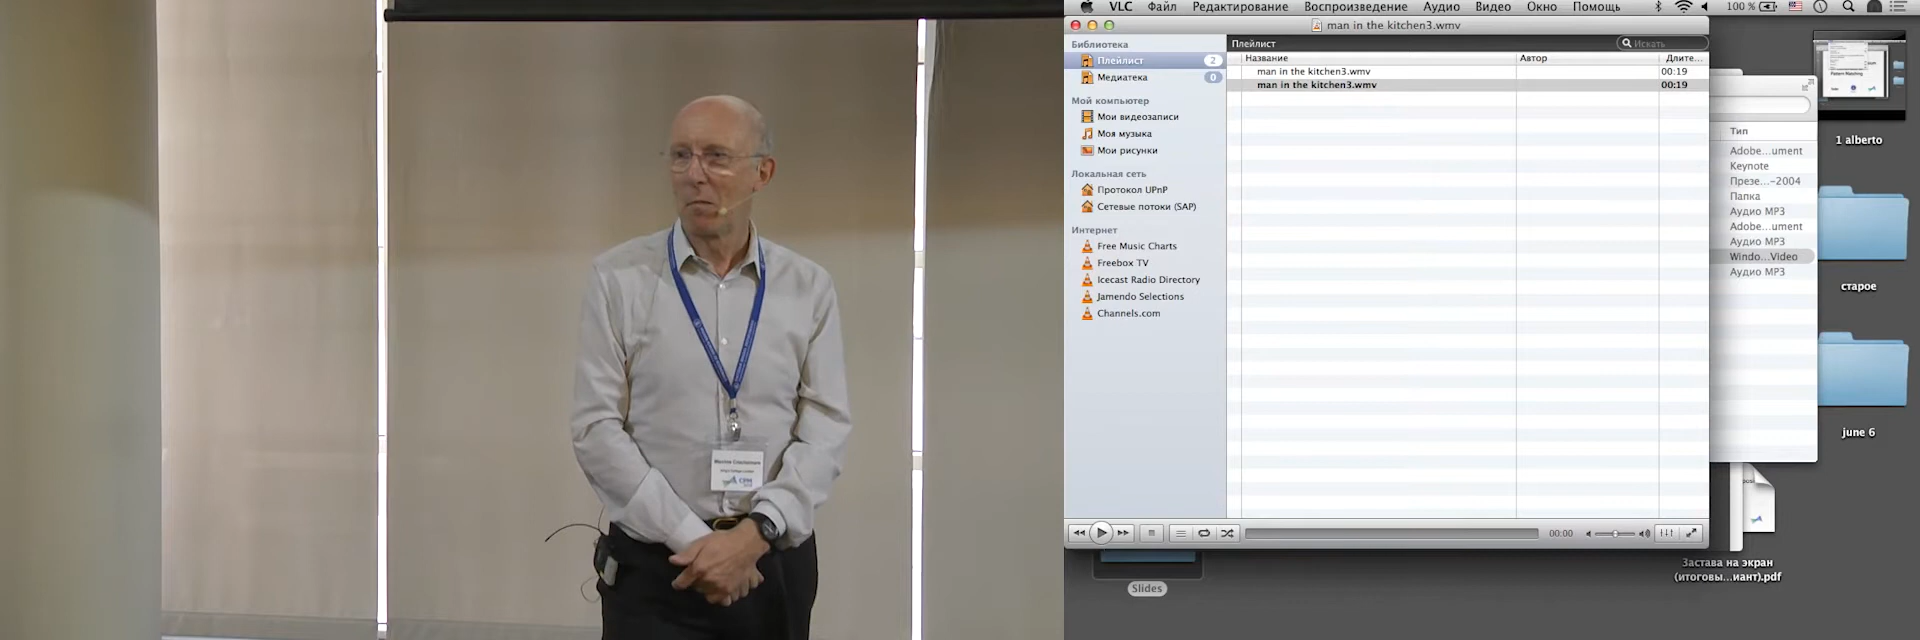 CPM
VLC Файл Редактирование Воспроизведение Аудио Видео Окно Помощь 100 %
man in the kitchen3.wmv
Библиотека
Плейлист 2
Медиатека 0
Мой компьютер
Мои видеозаписи
Моя музыка
Мои рисунки
Локальная сеть
Протокол UPnP
Сетевые потоки (SAP)
Интернет
Free Music Charts
Freebox TV
Icecast Radio Directory
Jamendo Selections
Channels.com
Плейлист Искать
Название Автор Длите...
man in the kitchen3.wmv 00:19
man in the kitchen3.wmv 00:19
00:00
Тип
Adobe...ument
Keynote
Презе...-2004
Папка
Аудио MP3
Adobe...ument
Аудио MP3
Windo...Video
Аудио MP3
Pattern Matching
1 alberto
старое
june 6
Застава на экран
(итоговы...иант).pdf
Slides